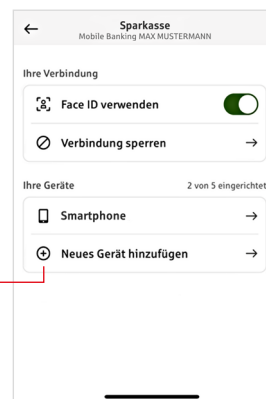 Sparkasse
Mobile Banking MAX MUSTERMANN
Ihre Verbindung
Face ID verwenden
Verbindung sperren
Ihre Geräte 2 von 5 eingerichtet
Smartphone
Neues Gerät hinzufügen